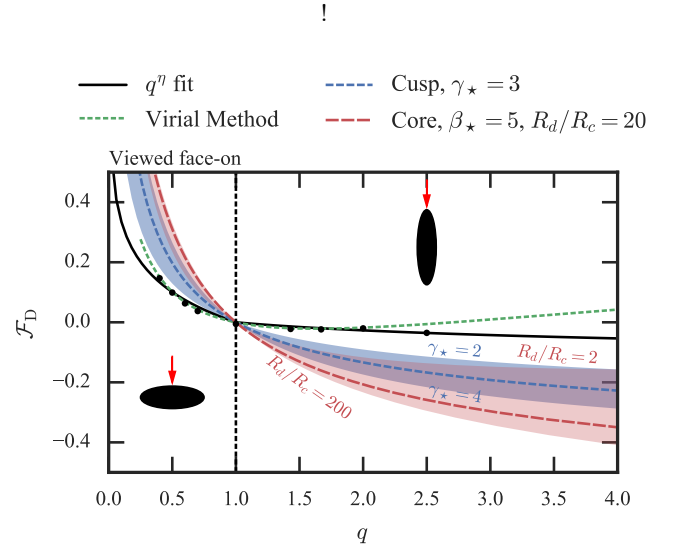 !
q^η fit
Virial Method
Cusp, γ⋆ = 3
Core, β⋆ = 5, R_d/R_c = 20
Viewed face-on
0.4
0.2
0.0
−0.2
−0.4
ℱ_D
γ⋆ = 2
R_d/R_c = 2
R_d/R_c = 200
γ⋆ = 4
0.0 0.5 1.0 1.5 2.0 2.5 3.0 3.5 4.0
q